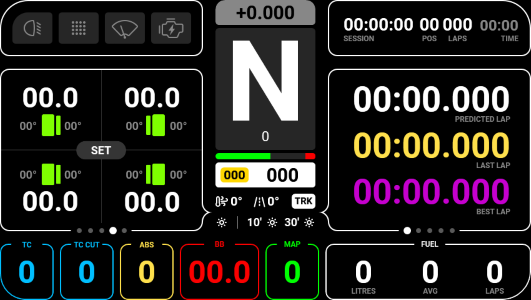 +0.000
00:00:00 00 000 00:00
SESSION POS LAPS TIME
N
0
00.0 00.0
00° 00° 00° 00°
SET
00° 00° 00° 00°
00.0 00.0
00:00.000
PREDICTED LAP
00:00.000
LAST LAP
00:00.000
BEST LAP
000 000
0° 0° TRK
10' 30'
TC TC CUT ABS BB MAP FUEL
0 0 0 00.0 0 0 0 0
LITRES AVG LAPS